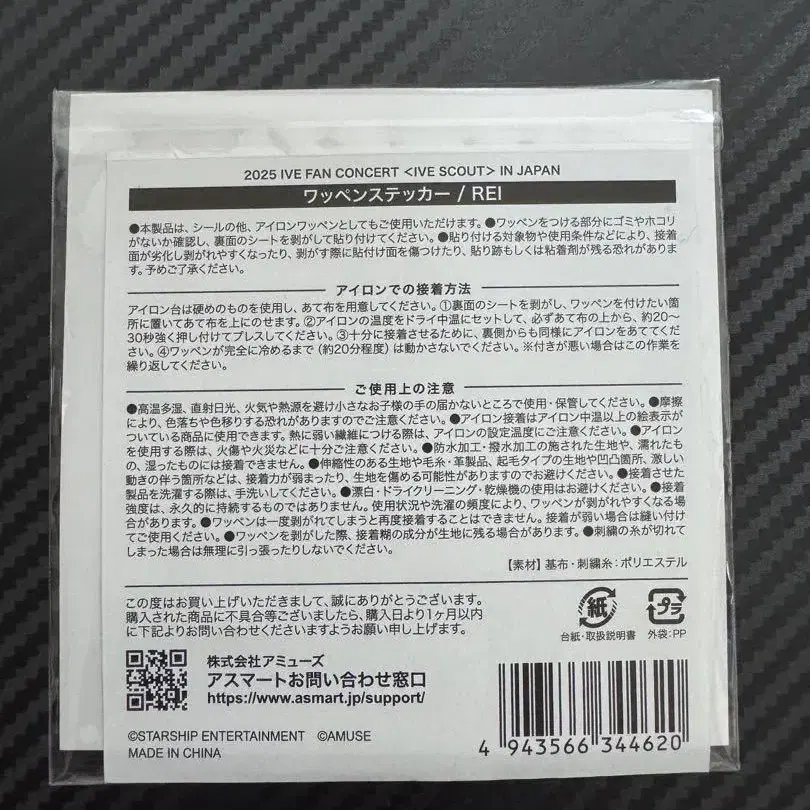 2025 IVE FAN CONCERT <IVE SCOUT> IN JAPAN
ワッペンステッカー / REI
●本製品は、シールの他、アイロンワッペンとしてもご使用いただけます。●ワッペンをつける部分にゴミやホコリ
がないか確認し、裏面のシートを剥がして貼り付けてください。●貼り付ける対象物や使用条件などにより、接着
面が劣化し剥がれやすくなったり、剥がす際に貼付け面を傷つけたり、貼り跡もしくは粘着剤が残る恐れがありま
す。予めご了承ください。
アイロンでの接着方法
アイロン台は硬めのものを使用し、あて布を用意してください。①裏面のシートを剥がし、ワッペンを付けたい箇
所に置いてあて布を上にのせます。②アイロンの温度をドライ中温にセットして、必ずあて布の上から、約20〜
30秒強く押し付けてプレスしてください。③十分に接着させるために、裏側からも同様にアイロンをあててくだ
さい。④ワッペンが完全に冷めるまで(約20分程度)は動かさないでください。※付きが悪い場合はこの作業を
繰り返してください。
ご使用上の注意
●高温多湿、直射日光、火気や熱源を避け小さなお子様の手の届かないところで使用・保管してください。●摩擦
により、色落ちや色移りする恐れがありますのでご注意ください。●アイロン接着はアイロン中温以上の絵表示が
ついている商品に使用できます。熱に弱い繊維につける際は、アイロンの設定温度にご注意ください。●アイロン
を使用する際は、火傷や火災などに十分ご注意ください。●防水加工・撥水加工の施された生地や、濡れたも
の、湿ったものには接着できません。●伸縮性のある生地や毛糸・革製品、起毛タイプの生地や凹凸箇所、激しい
動きの伴う箇所などは、接着力が弱まったり、生地を傷める可能性がありますのでお避けください。●接着させた
製品を洗濯する際は、手洗いしてください。●漂白・ドライクリーニング・乾燥機の使用はお避けください。●接着
強度は、永久的に持続するものではありません。使用状況や洗濯の頻度により、ワッペンが剥がれやすくなる場
合があります。●ワッペンは一度剥がれてしまうと再度接着することはできません。接着が弱い場合は縫い付け
てご使用ください。●ワッペンを剥がした際、接着糊の成分が生地に残る場合があります。●刺繍の糸が切れて
しまった場合は無理に引っ張ったりしないでください。
【素材】基布・刺繍糸：ポリエステル
この度はお買い上げいただきまして、誠にありがとうございます。
購入された商品に不具合等ございましたら、購入日より1ヶ月以内
に下記よりお問い合わせくださいますようお願い申し上げます。
紙
台紙・取扱説明書
プラ
外袋：PP
株式会社アミューズ
アスマートお問い合わせ窓口
https://www.asmart.jp/support/
©STARSHIP ENTERTAINMENT ©AMUSE
MADE IN CHINA
4 943566 344620